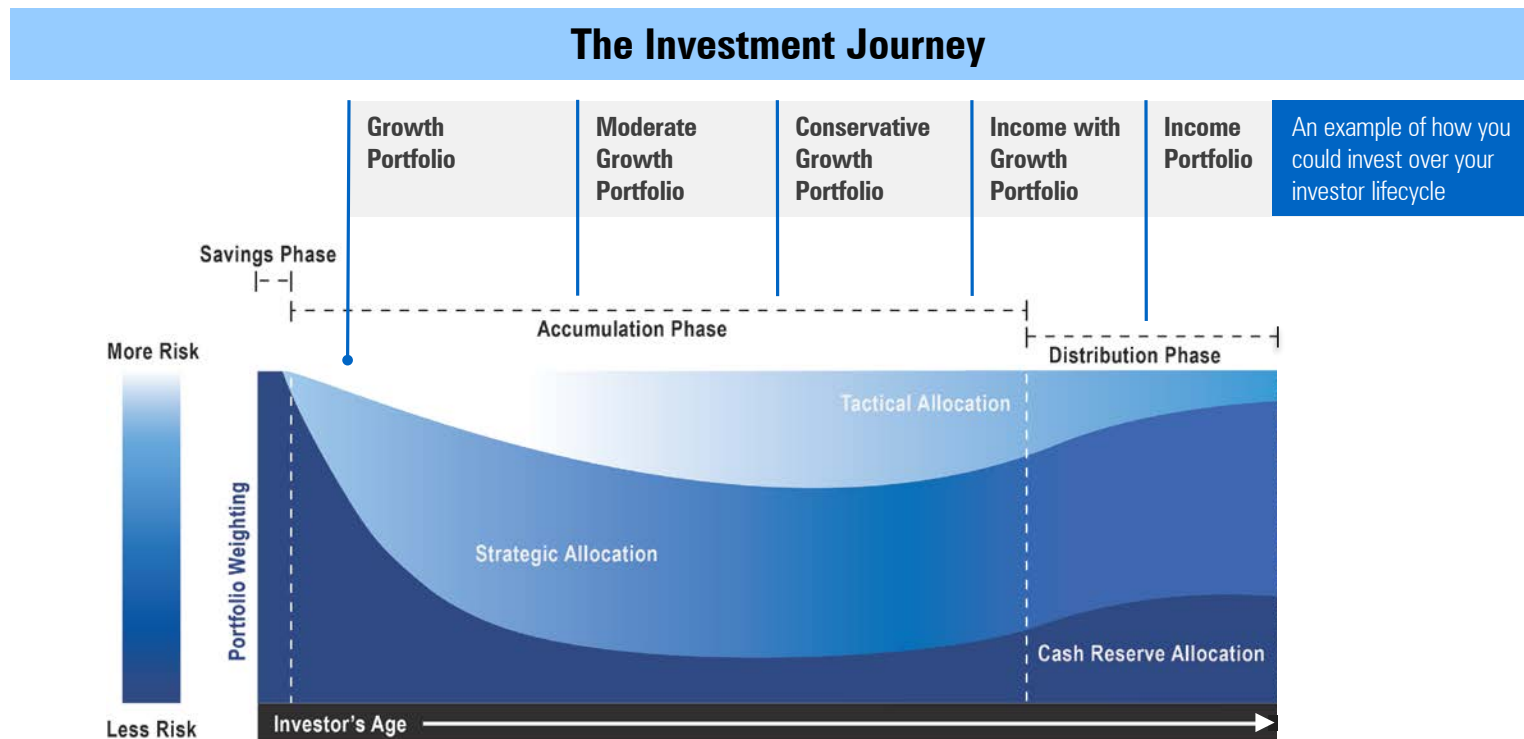 The Investment Journey
Growth
Portfolio
Moderate
Growth
Portfolio
Conservative
Growth
Portfolio
Income with
Growth
Portfolio
Income
Portfolio
An example of how you
could invest over your
investor lifecycle
Savings Phase
Accumulation Phase
Distribution Phase
More Risk
Less Risk
Portfolio Weighting
Tactical Allocation
Strategic Allocation
Cash Reserve Allocation
Investor's Age